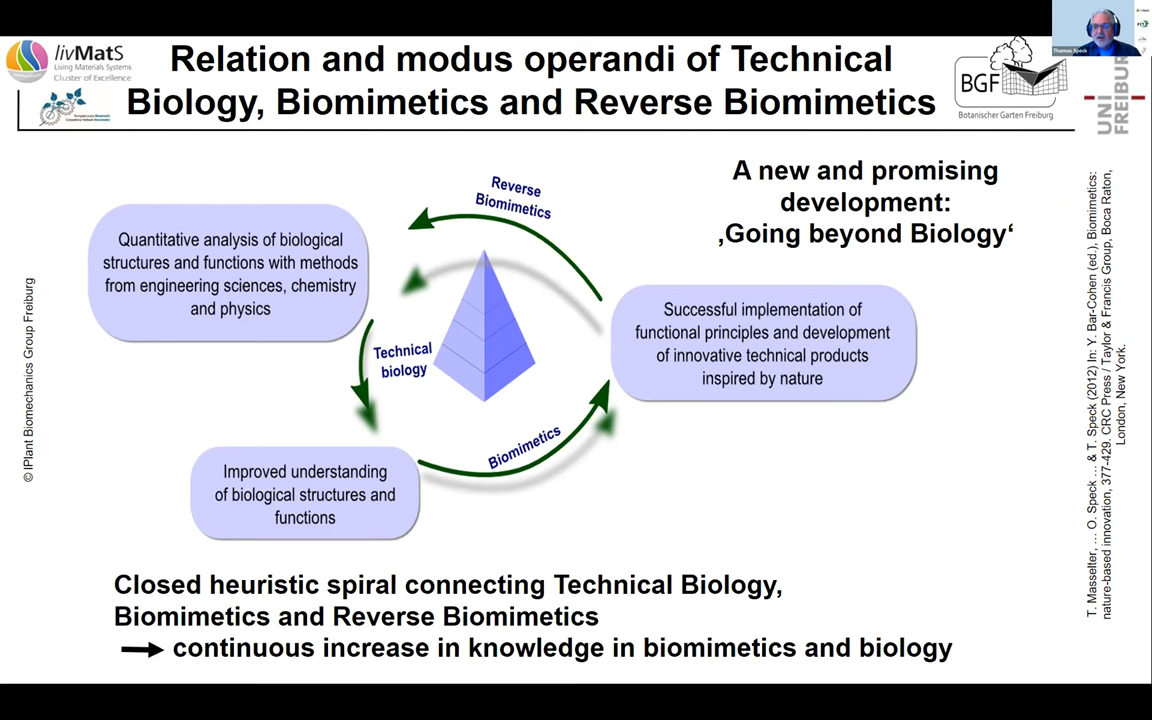 livMatS
Living Materials Systems
Cluster of Excellence
Relation and modus operandi of Technical
Biology, Biomimetics and Reverse Biomimetics
BGF
Botanischer Garten Freiburg
Thomas Speck
UNI
FREIBURG
A new and promising
development:
‚Going beyond Biology‘
Reverse
Biomimetics
Quantitative analysis of biological
structures and functions with methods
from engineering sciences, chemistry
and physics
Successful implementation of
functional principles and development
of innovative technical products
inspired by nature
Technical
biology
Biomimetics
Improved understanding
of biological structures and
functions
Closed heuristic spiral connecting Technical Biology,
Biomimetics and Reverse Biomimetics
continuous increase in knowledge in biomimetics and biology
© IPlant Biomechanics Group Freiburg
T. Masselter, … O. Speck … & T. Speck (2012) In: Y. Bar-Cohen (ed.), Biomimetics:
nature-based innovation, 377-429. CRC Press / Taylor & Francis Group, Boca Raton,
London, New York.